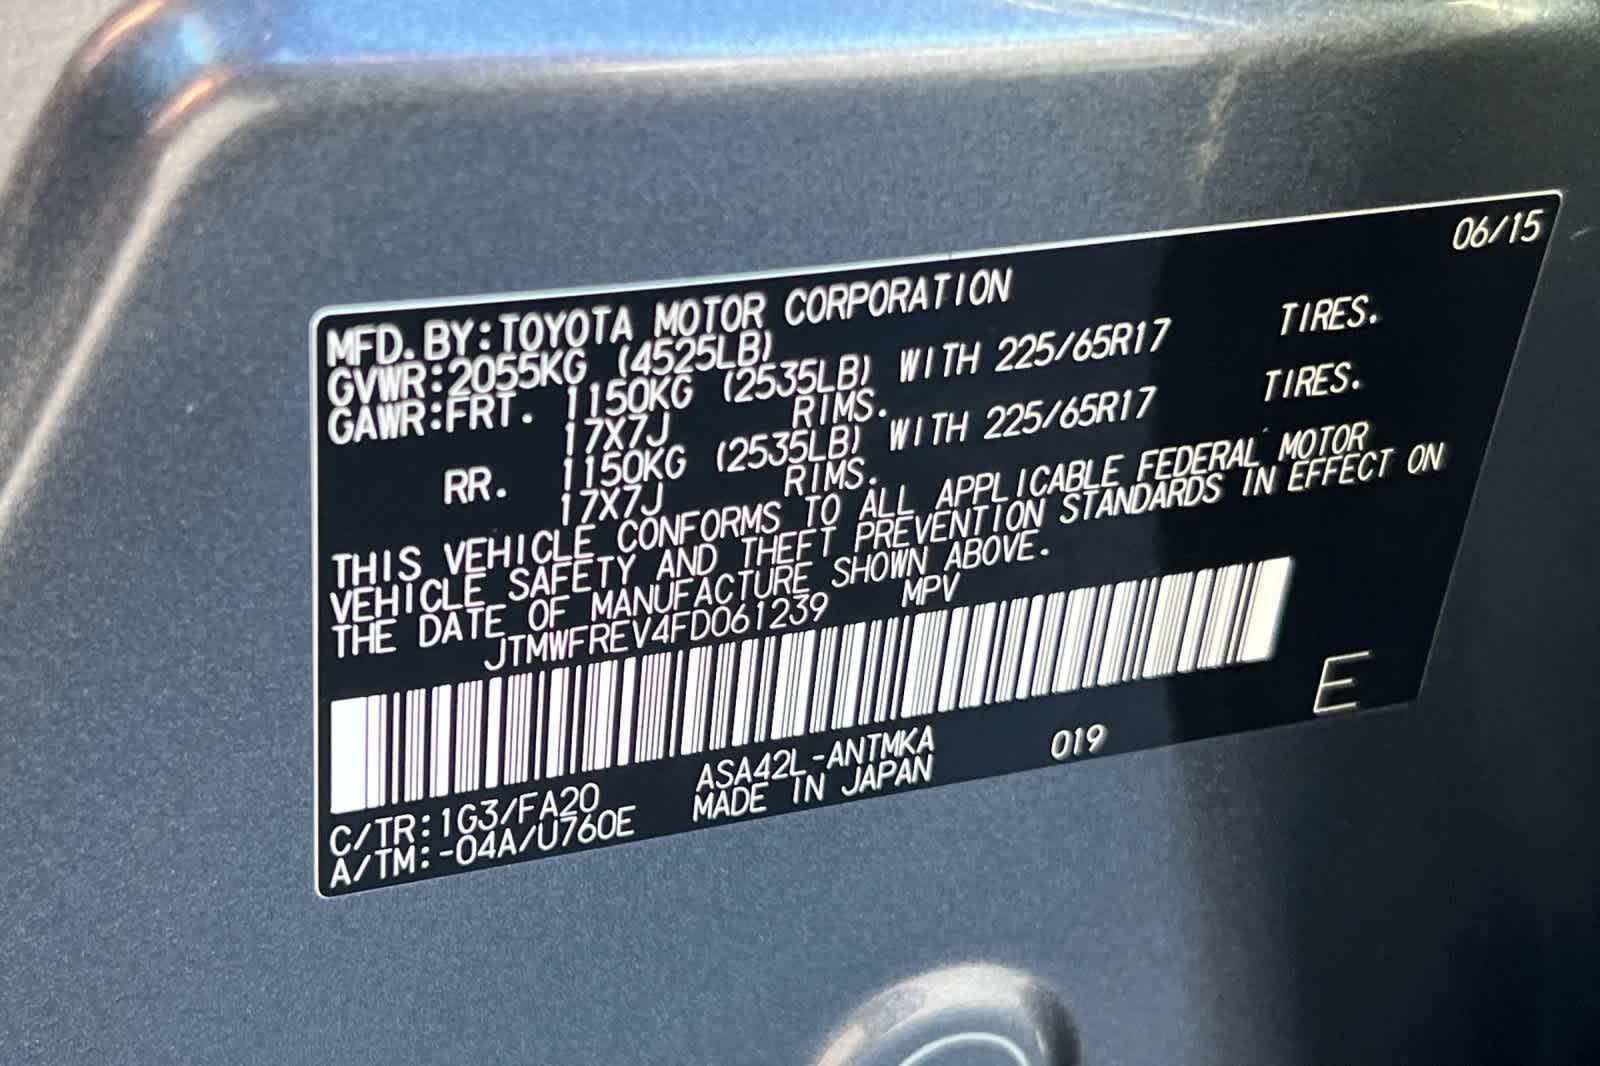 06/15
MFD.BY:TOYOTA MOTOR CORPORATION
GVWR:2055KG (4525LB)
GAWR:FRT. 1150KG (2535LB) WITH 225/65R17 TIRES.
17X7J RIMS.
RR. 1150KG (2535LB) WITH 225/65R17 TIRES.
17X7J RIMS.
THIS VEHICLE CONFORMS TO ALL APPLICABLE FEDERAL MOTOR
VEHICLE SAFETY AND THEFT PREVENTION STANDARDS IN EFFECT ON
THE DATE OF MANUFACTURE SHOWN ABOVE.
JTMWFREV4FD061239 MPV
E
C/TR:1G3/FA20 ASA42L-ANTMKA 019
A/TM:-04A/U760E MADE IN JAPAN